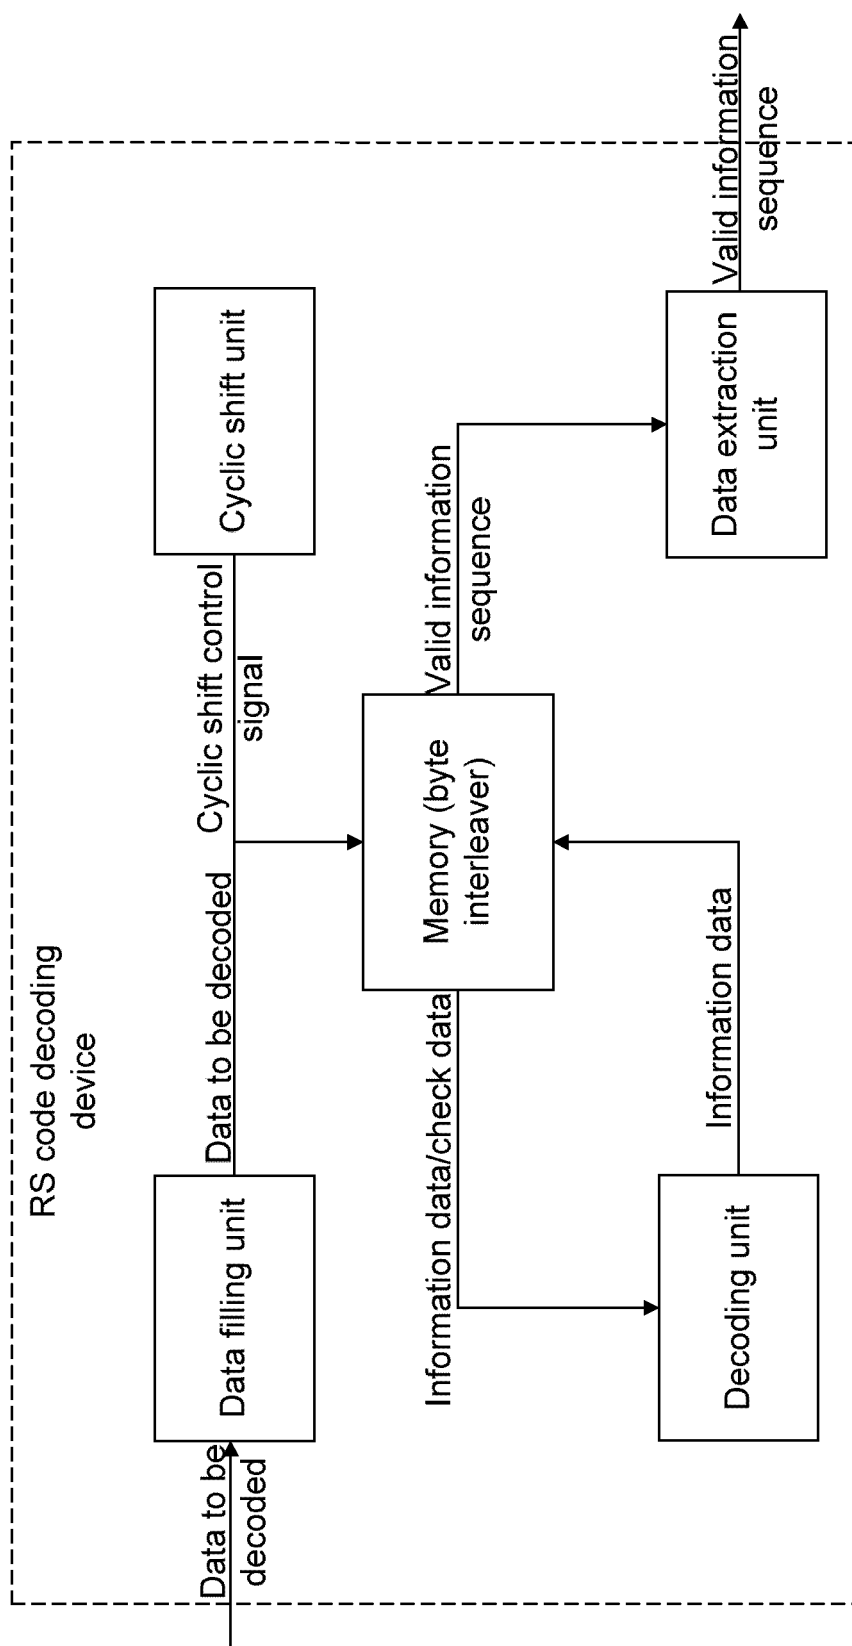 RS code decoding
device
Data to be
decoded
Data filling unit
Data to be decoded
Cyclic shift control
signal
Cyclic shift unit
Information data/check data
Memory (byte
interleaver)
Valid information
sequence
Decoding unit
Information data
Data extraction
unit
Valid information
sequence